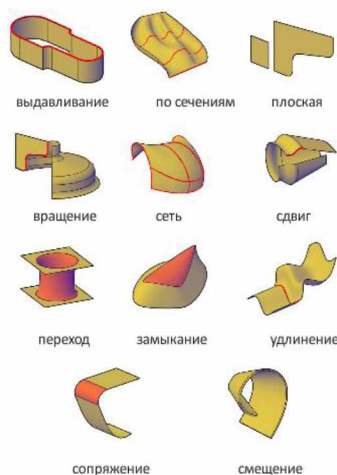 выдавливание по сечениям плоская
вращение сеть сдвиг
переход замыкание удлинение
сопряжение смещение